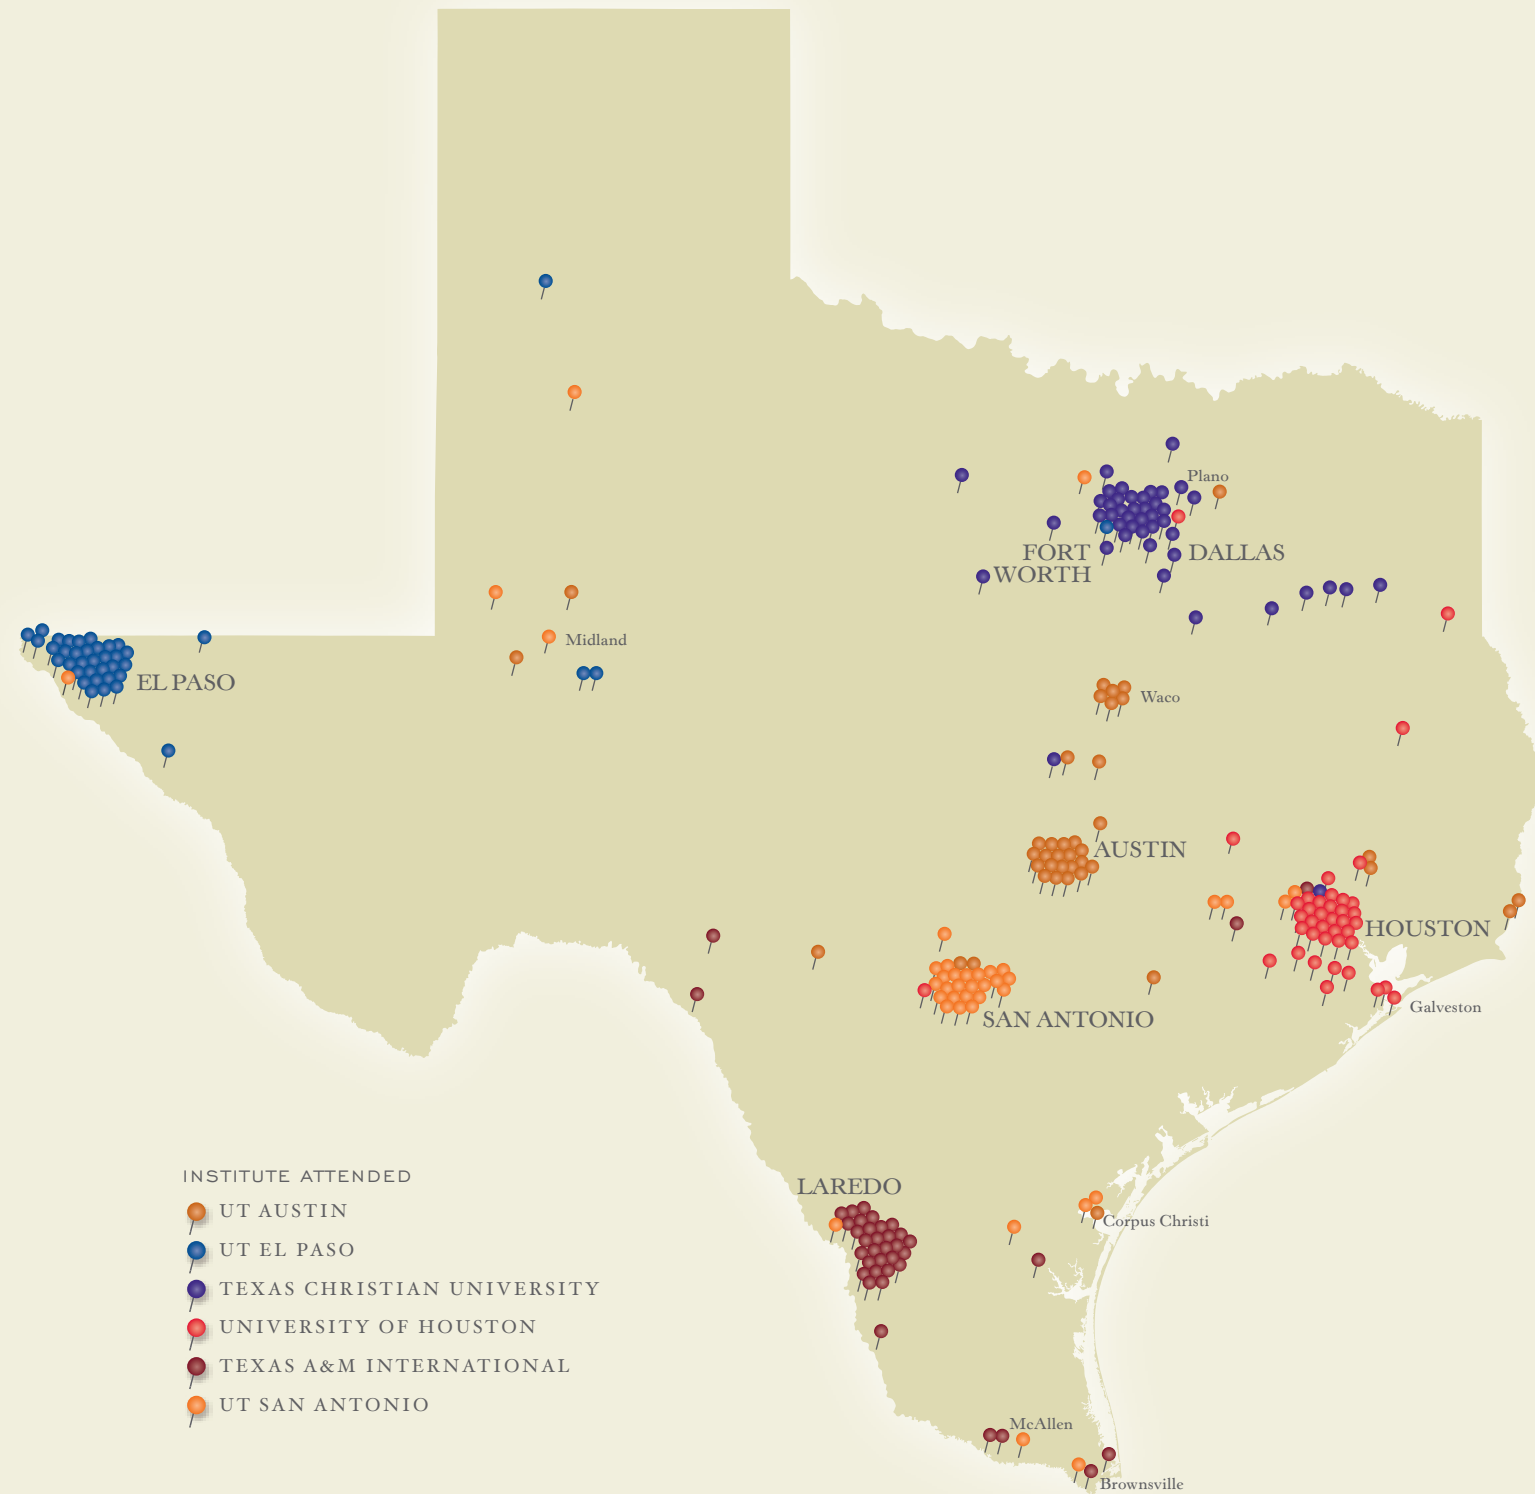 Plano
FORT
WORTH
DALLAS
Midland
EL PASO
Waco
AUSTIN
HOUSTON
Galveston
SAN ANTONIO
LAREDO
Corpus Christi
McAllen
Brownsville
INSTITUTE ATTENDED
UT AUSTIN
UT EL PASO
TEXAS CHRISTIAN UNIVERSITY
UNIVERSITY OF HOUSTON
TEXAS A&M INTERNATIONAL
UT SAN ANTONIO